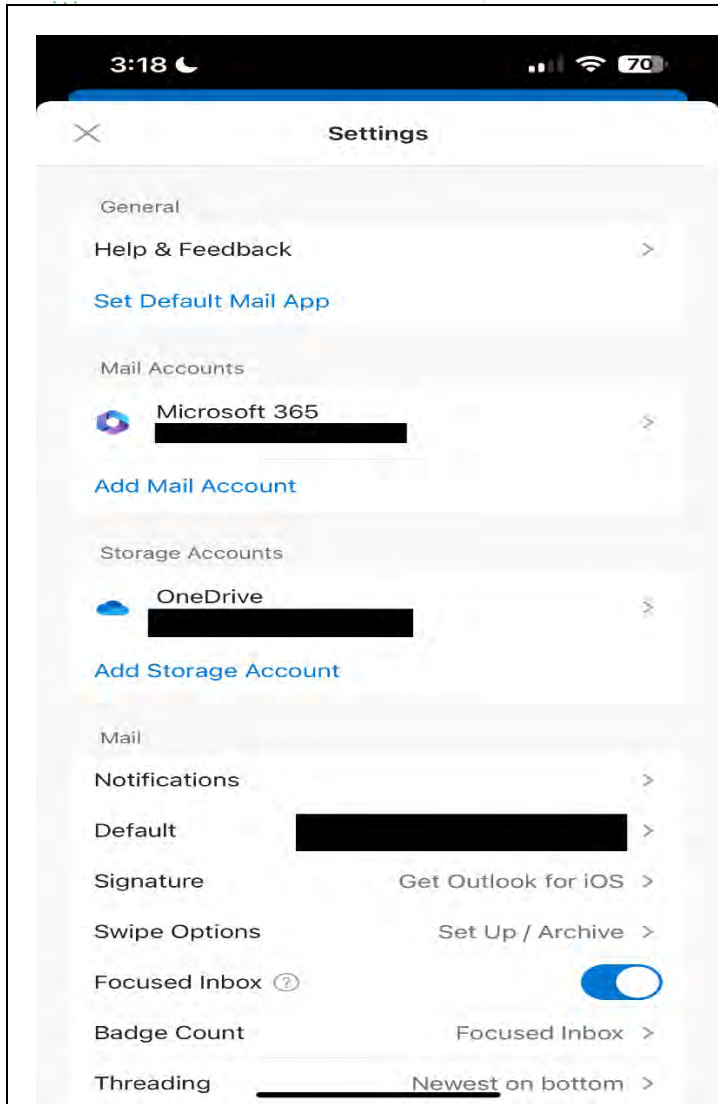 3:18
70
Settings
General
Help & Feedback
Set Default Mail App
Mail Accounts
Microsoft 365
Add Mail Account
Storage Accounts
OneDrive
Add Storage Account
Mail
Notifications
Default
Signature Get Outlook for iOS
Swipe Options Set Up / Archive
Focused Inbox ?
Badge Count Focused Inbox
Threading Newest on bottom